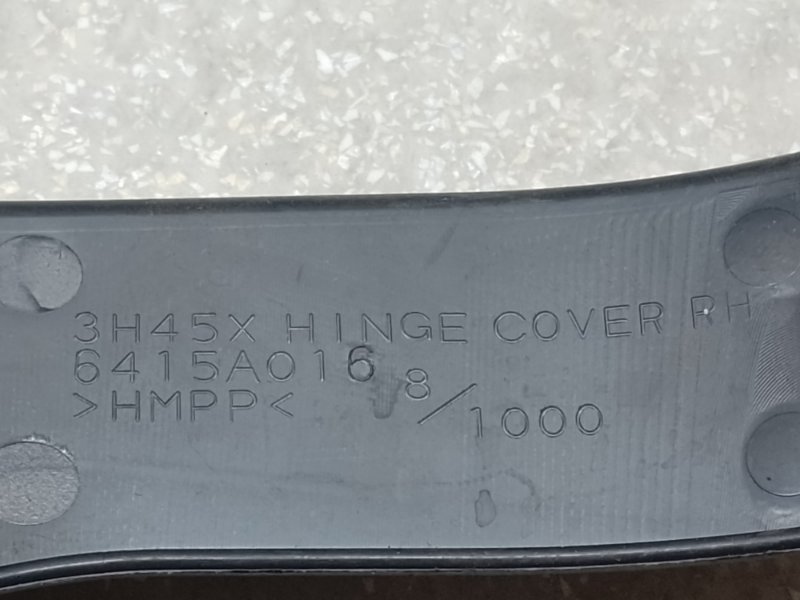 3H45X HINGE COVER RH
6415A016
>HMPP< 8/1000